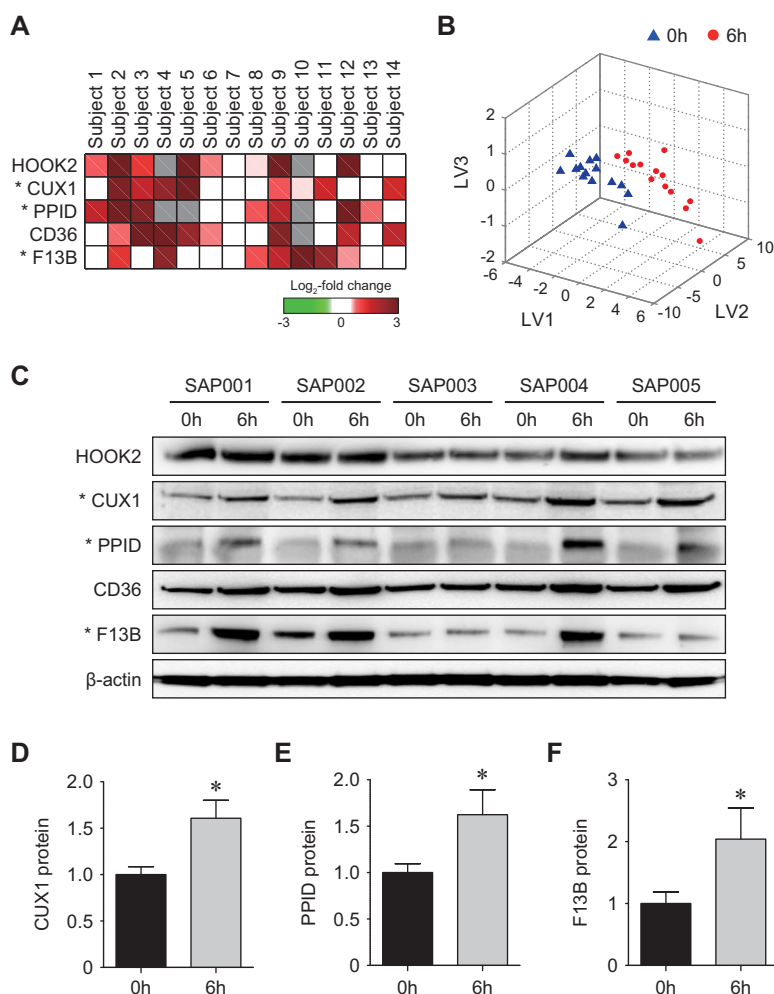 A
Subject 1
Subject 2
Subject 3
Subject 4
Subject 5
Subject 6
Subject 7
Subject 8
Subject 9
Subject 10
Subject 11
Subject 12
Subject 13
Subject 14
HOOK2
* CUX1
* PPID
CD36
* F13B
Log2-fold change
-3 0 3
B
0h 6h
LV3
2
1
0
-1
-2
-6 -4 -2 0 2 4 6
LV1
-10 -5 0 5 10
LV2
C
SAP001 SAP002 SAP003 SAP004 SAP005
0h 6h 0h 6h 0h 6h 0h 6h 0h 6h
HOOK2
* CUX1
* PPID
CD36
* F13B
β-actin
D
CUX1 protein
2.0
1.5
1.0
0.5
0
*
0h 6h
E
PPID protein
2.0
1.5
1.0
0.5
0
*
0h 6h
F
F13B protein
3
2
1
0
*
0h 6h